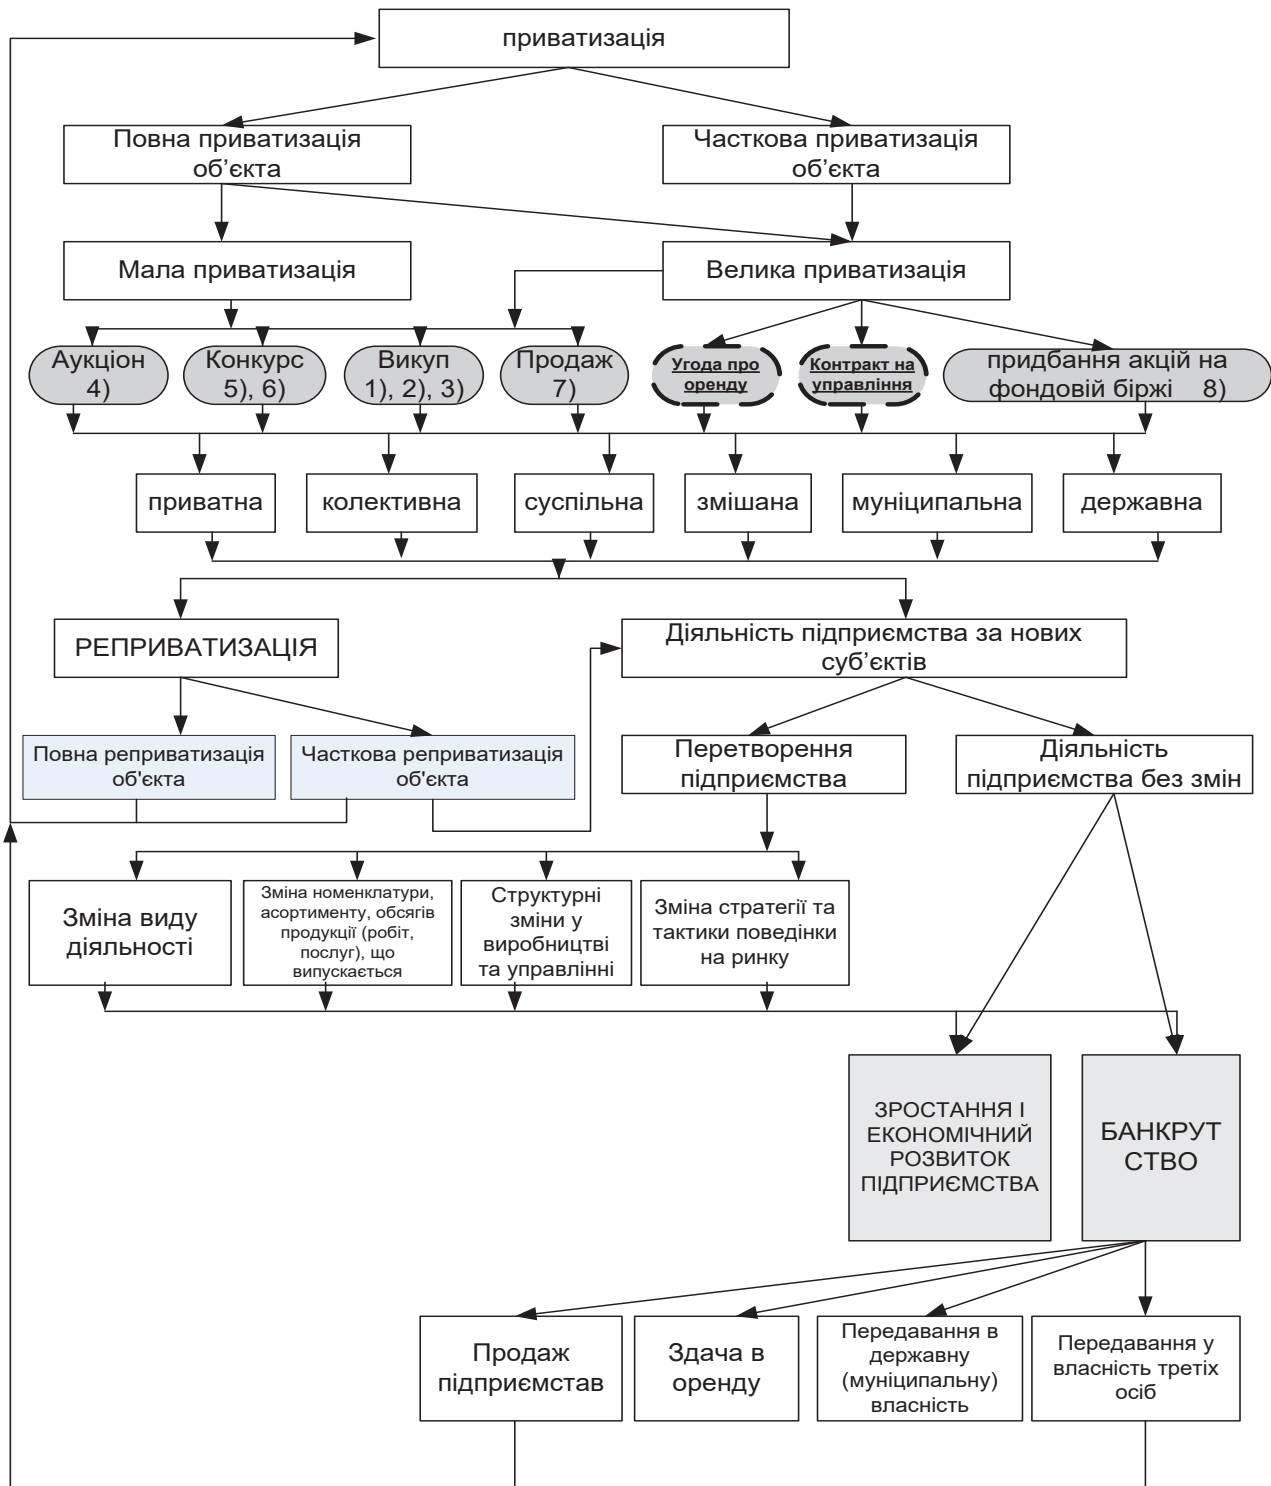 приватизація
Повна приватизація
об’єкта
Часткова приватизація
об’єкта
Мала приватизація
Велика приватизація
Аукціон
4)
Конкурс
5), 6)
Викуп
1), 2), 3)
Продаж
7)
Угода про
оренду
Контракт на
управління
придбання акцій на
фондовій біржі 8)
приватна
колективна
суспільна
змішана
муніципальна
державна
РЕПРИВАТИЗАЦІЯ
Діяльність підприємства за нових
суб’єктів
Повна реприватизація
об'єкта
Часткова реприватизація
об'єкта
Перетворення
підприємства
Діяльність
підприємства без змін
Зміна виду
діяльності
Зміна номенклатури,
асортименту, обсягів
продукції (робіт,
послуг), що
випускається
Структурні
зміни у
виробництві
та управлінні
Зміна стратегії та
тактики поведінки
на ринку
ЗРОСТАННЯ І
ЕКОНОМІЧНИЙ
РОЗВИТОК
ПІДПРИЄМСТВА
БАНКРУТ
СТВО
Продаж
підприємстав
Здача в
оренду
Передавання в
державну
(муніципальну)
власність
Передавання у
власність третіх
осіб